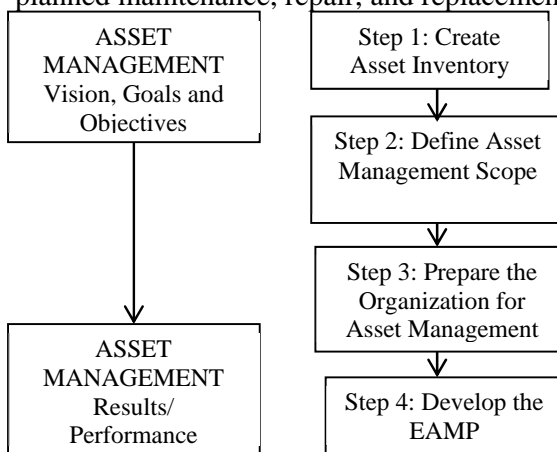 planned maintenance, repair, and replacement
ASSET
MANAGEMENT
Vision, Goals and
Objectives
ASSET
MANAGEMENT
Results/
Performance
Step 1: Create
Asset Inventory
Step 2: Define Asset
Management Scope
Step 3: Prepare the
Organization for
Asset Management
Step 4: Develop the
EAMP